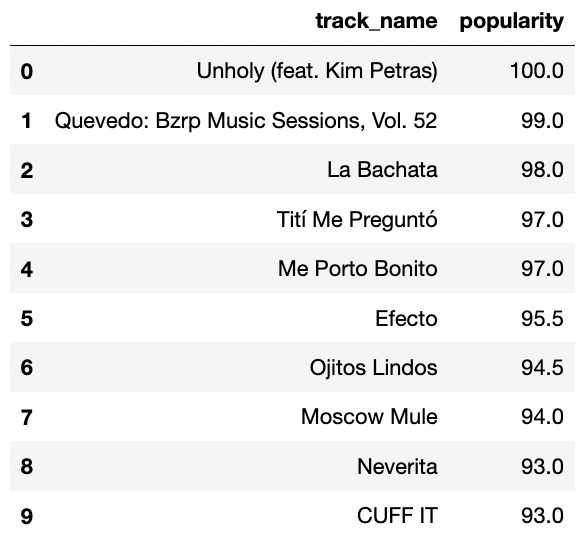 track_name popularity
0 Unholy (feat. Kim Petras) 100.0
1 Quevedo: Bzrp Music Sessions, Vol. 52 99.0
2 La Bachata 98.0
3 Tití Me Preguntó 97.0
4 Me Porto Bonito 97.0
5 Efecto 95.5
6 Ojitos Lindos 94.5
7 Moscow Mule 94.0
8 Neverita 93.0
9 CUFF IT 93.0